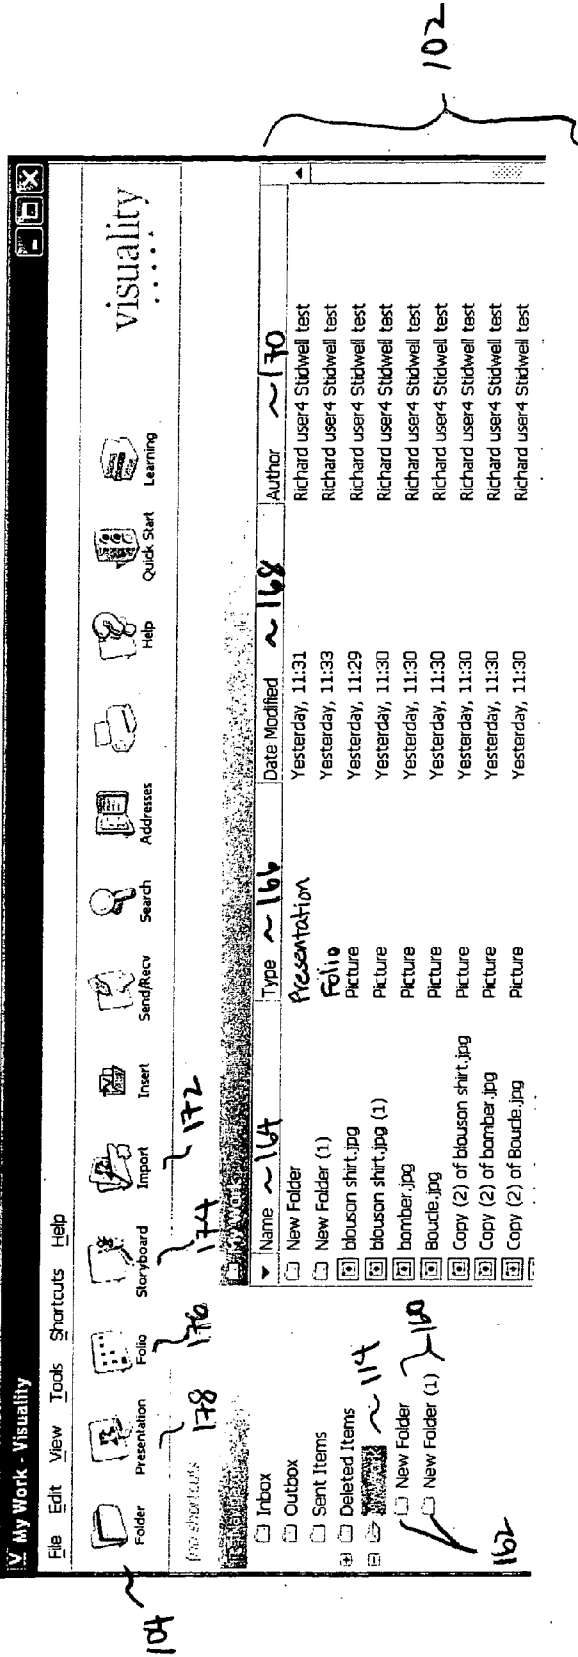 102
My Work - Visuality
File Edit View Tools Shortcuts Help
104
Folder Presentation Folio Storyboard Import Insert Send/Recv Search Addresses Help Quick Start Learning
visuality
178 176 174 172
(no shortcuts)
Inbox
Outbox
Sent Items
Deleted Items
~ 114
New Folder
New Folder (1)
160
162
Name ~164 Type ~166 Date Modified ~168 Author ~170
New Folder Presentation Yesterday, 11:31 Richard user4 Stidwell test
New Folder (1) Folio Yesterday, 11:33 Richard user4 Stidwell test
blouson shirt.jpg Picture Yesterday, 11:29 Richard user4 Stidwell test
blouson shirt.jpg (1) Picture Yesterday, 11:30 Richard user4 Stidwell test
bomber.jpg Picture Yesterday, 11:30 Richard user4 Stidwell test
Boucle.jpg Picture Yesterday, 11:30 Richard user4 Stidwell test
Copy (2) of blouson shirt.jpg Picture Yesterday, 11:30 Richard user4 Stidwell test
Copy (2) of bomber.jpg Picture Yesterday, 11:30 Richard user4 Stidwell test
Copy (2) of Boucle.jpg Picture Yesterday, 11:30 Richard user4 Stidwell test